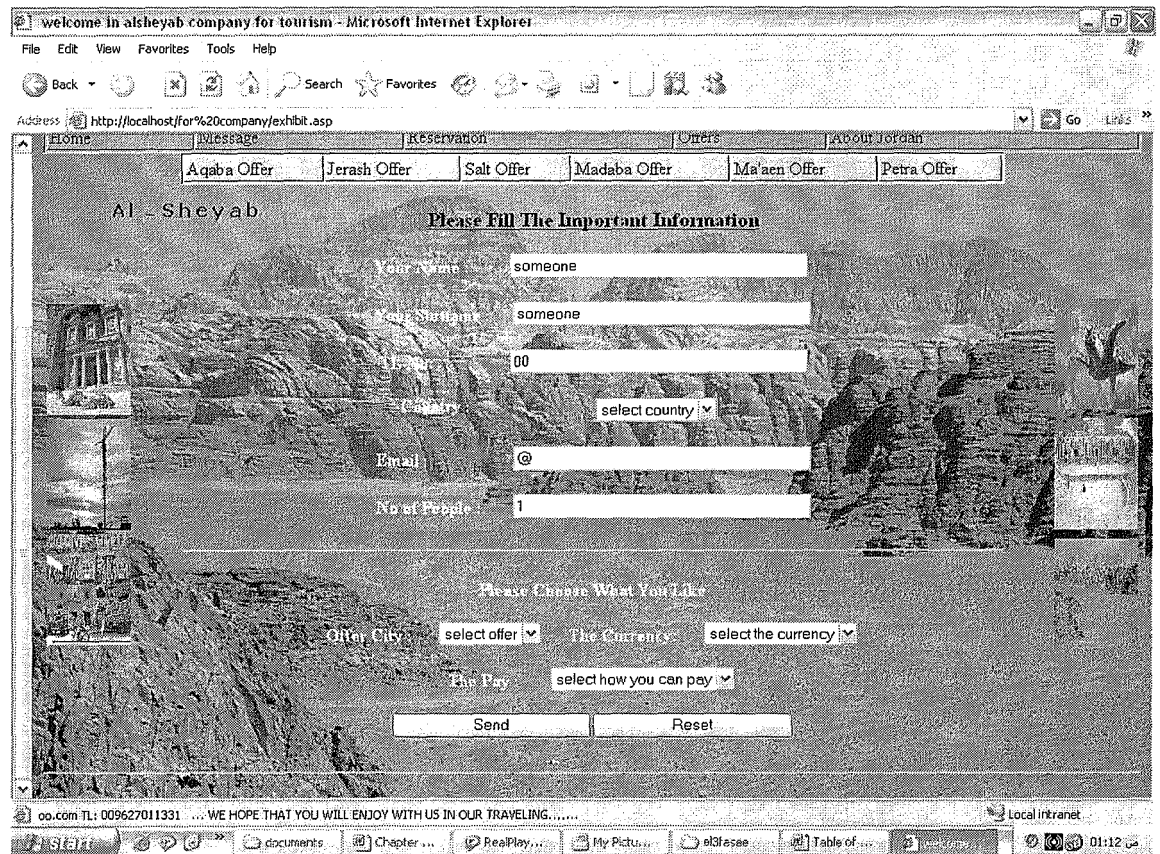 welcome in alsheyab company for tourism - Microsoft Internet Explorer
File Edit View Favorites Tools Help
Back Search Favorites
Address http://localhost/for%20company/exhibit.asp Go Links »
Home Message Reservation Offers About Jordan
Aqaba Offer Jerash Offer Salt Offer Madaba Offer Ma'aen Offer Petra Offer
Al-Sheyab
Please Fill The Important Information
Your Name someone
Your Surname someone
00
Country select country
Email @
No of People 1
Please Choose What You Like
Offer City select offer The Currency select the currency
The Pay select how you can pay
Send Reset
oo.com TL: 009627011331 ... WE HOPE THAT YOU WILL ENJOY WITH US IN OUR TRAVELING....... Local intranet
start » documents Chapter ... RealPlay... My Pictu... el3fasee Table of ... welcome 01:12 ص